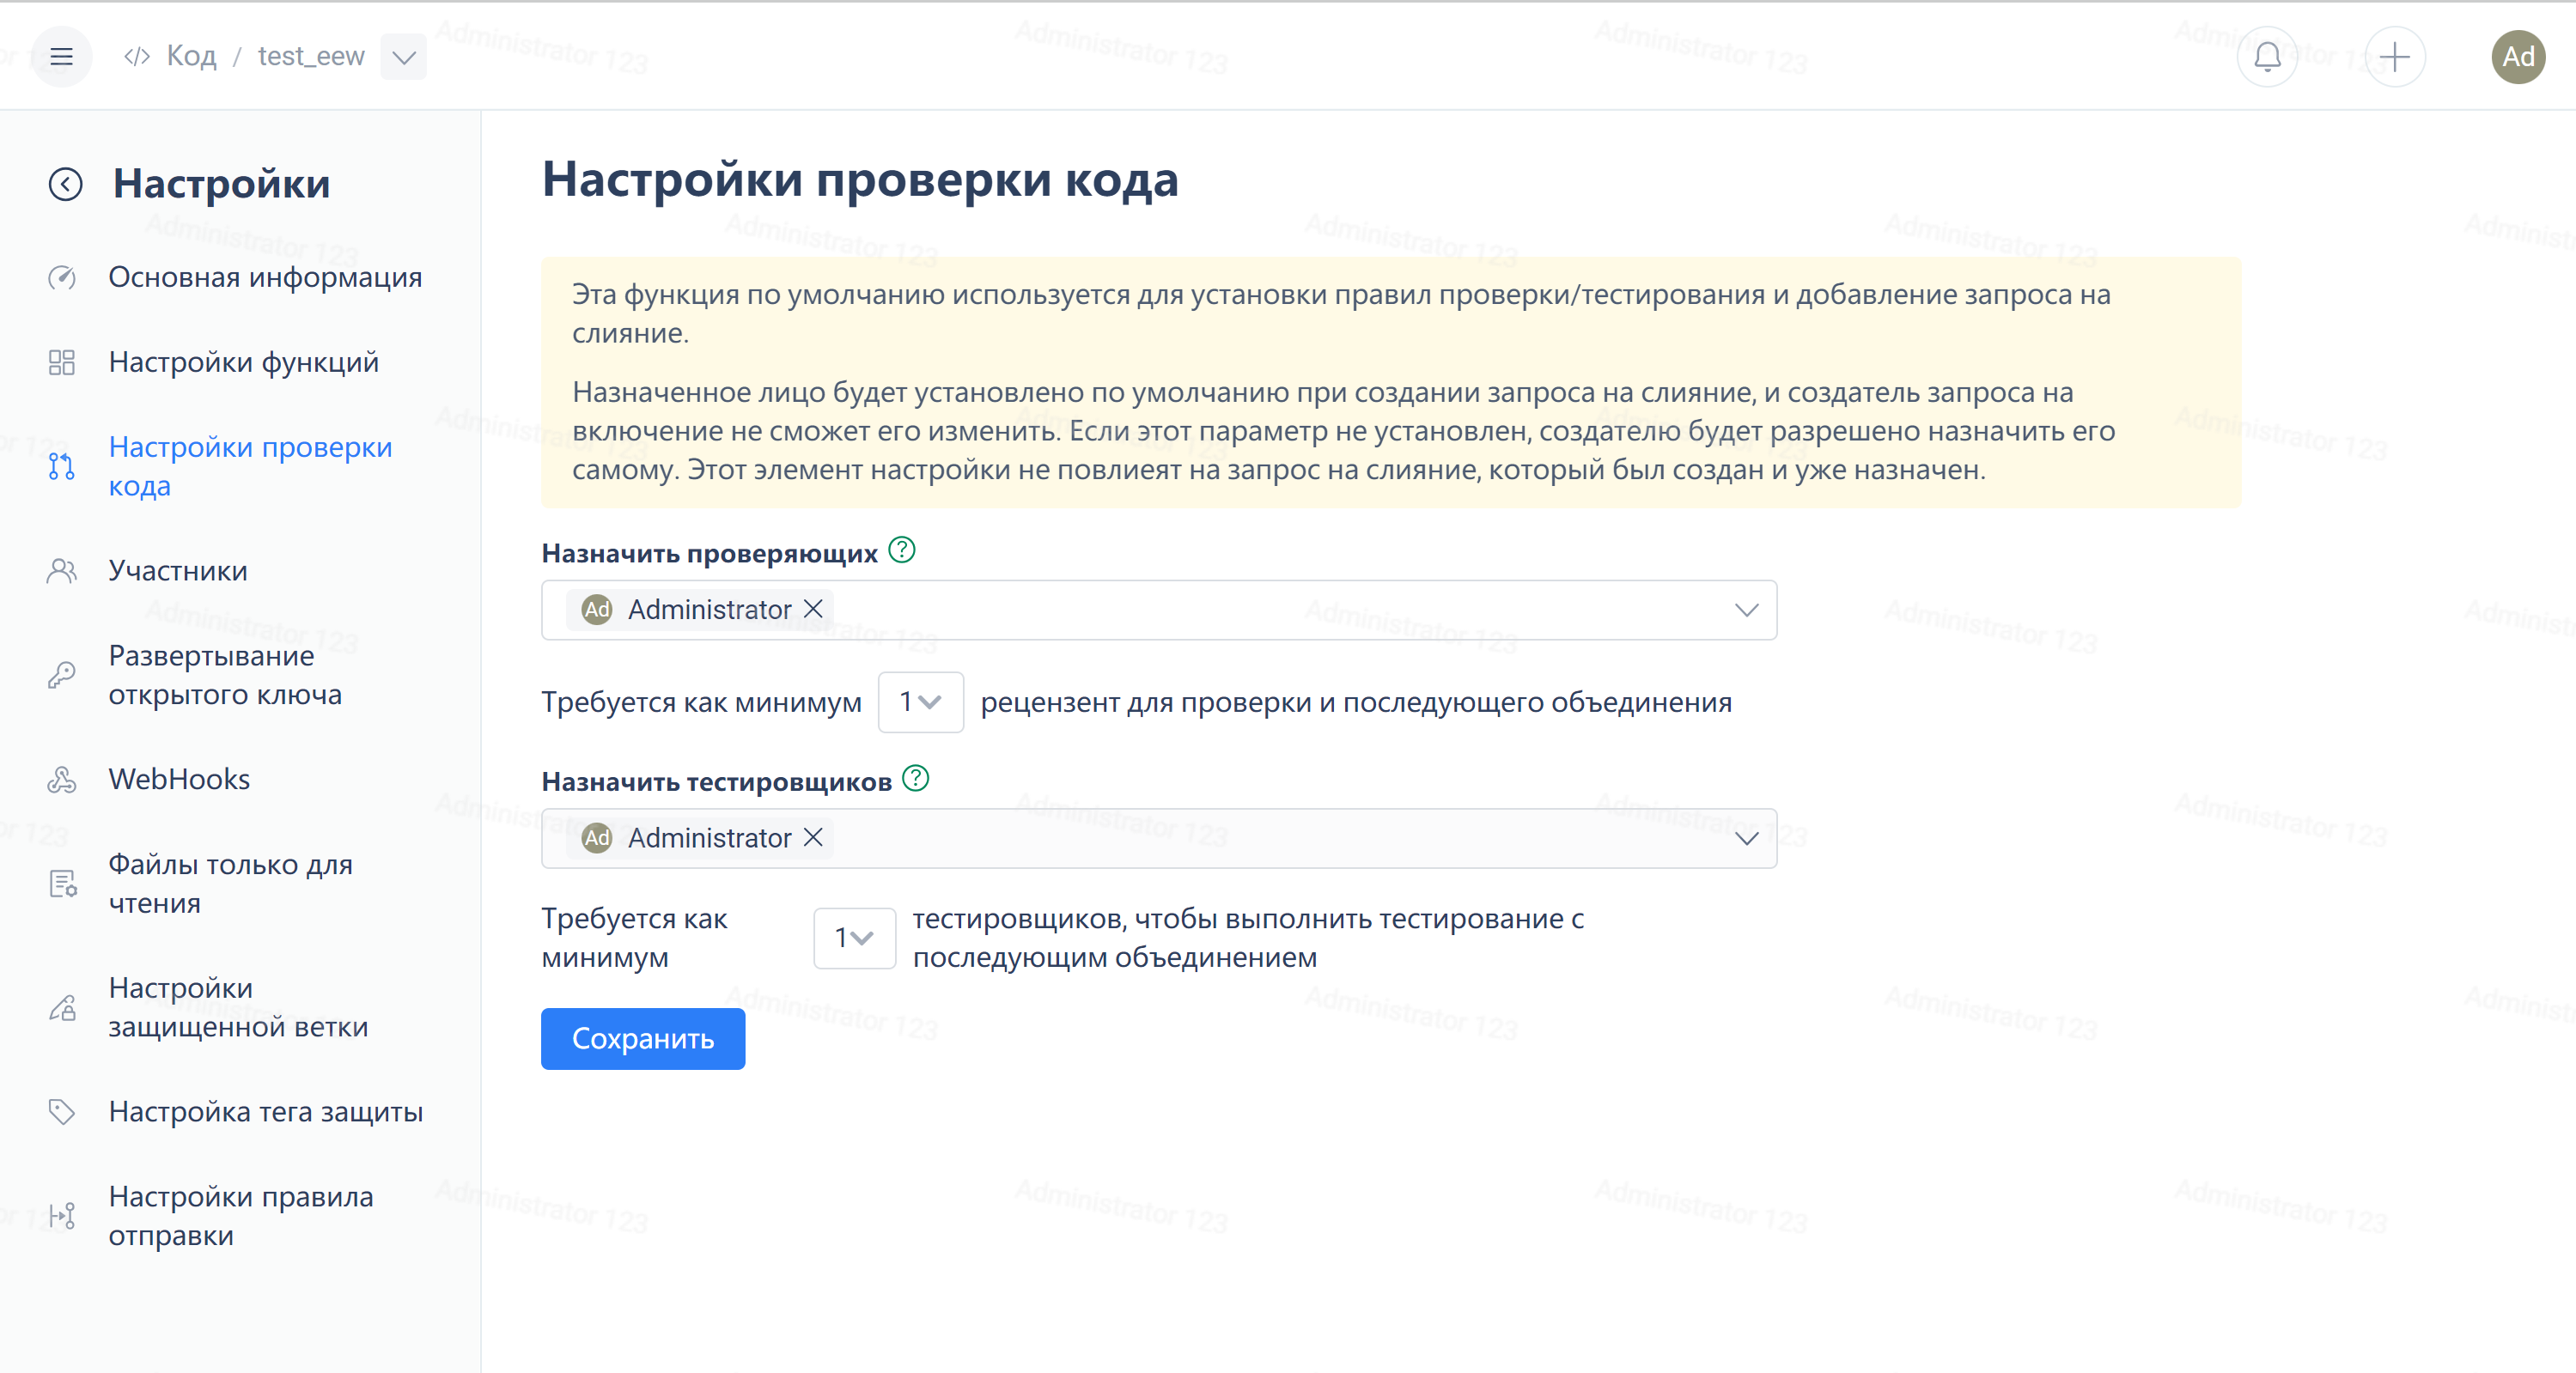 Код / test_eew
Ad
Настройки
Основная информация
Настройки функций
Настройки проверки
кода
Участники
Развертывание
открытого ключа
WebHooks
Файлы только для
чтения
Настройки
защищенной ветки
Настройка тега защиты
Настройки правила
отправки
Настройки проверки кода
Эта функция по умолчанию используется для установки правил проверки/тестирования и добавление запроса на
слияние.
Назначенное лицо будет установлено по умолчанию при создании запроса на слияние, и создатель запроса на
включение не сможет его изменить. Если этот параметр не установлен, создателю будет разрешено назначить его
самому. Этот элемент настройки не повлиеят на запрос на слияние, который был создан и уже назначен.
Назначить проверяющих ?
Ad Administrator
Требуется как минимум 1 рецензент для проверки и последующего объединения
Назначить тестировщиков ?
Ad Administrator
Требуется как
минимум
1
тестировщиков, чтобы выполнить тестирование с
последующим объединением
Сохранить
Administrator 123